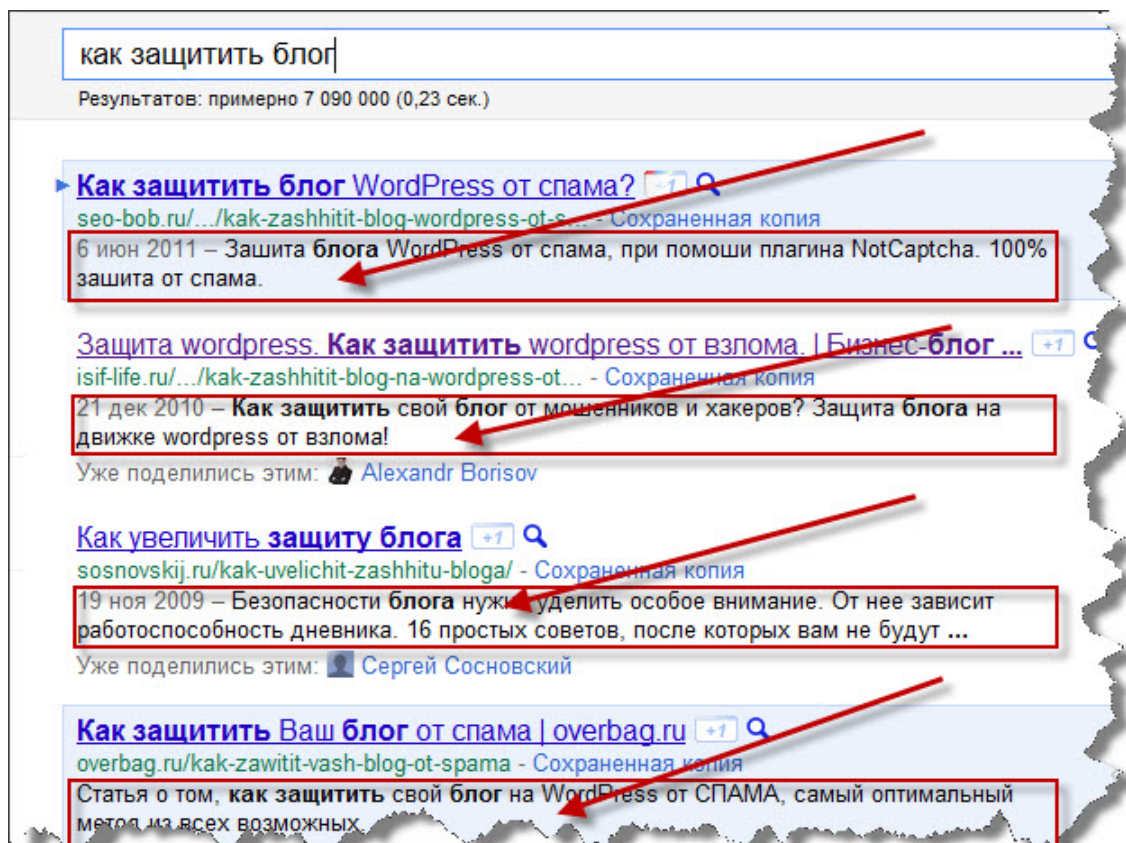 как защитить блог
Результатов: примерно 7 090 000 (0,23 сек.)
Как защитить блог WordPress от спама? +1
seo-bob.ru/.../kak-zashhitit-blog-wordpress-ot-s... - Сохраненная копия
6 июн 2011 – Зашита блога WordPress от спама, при помоши плагина NotCaptcha. 100%
зашита от спама.
Защита wordpress. Как защитить wordpress от взлома. | Бизнес-блог ... +1
isif-life.ru/.../kak-zashhitit-blog-na-wordpress-ot... - Сохраненная копия
21 дек 2010 – Как защитить свой блог от мошенников и хакеров? Защита блога на
движке wordpress от взлома!
Уже поделились этим: Alexandr Borisov
Как увеличить защиту блога +1
sosnovskij.ru/kak-uvelichit-zashhitu-bloga/ - Сохраненная копия
19 ноя 2009 – Безопасности блога нужно уделить особое внимание. От нее зависит
работоспособность дневника. 16 простых советов, после которых вам не будут ...
Уже поделились этим: Сергей Сосновский
Как защитить Ваш блог от спама | overbag.ru +1
overbag.ru/kak-zawitit-vash-blog-ot-spama - Сохраненная копия
Статья о том, как защитить свой блог на WordPress от СПАМА, самый оптимальный
метод из всех возможных.